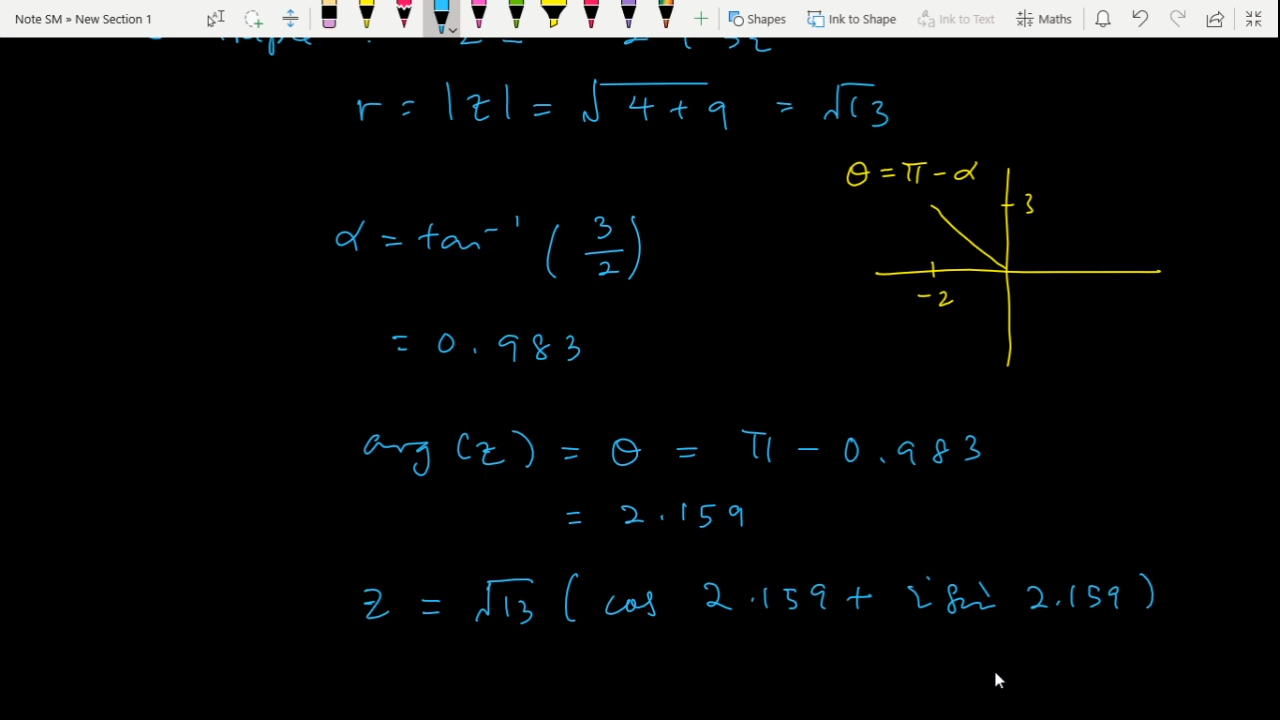 Note SM » New Section 1
Shapes
Ink to Shape
Ink to Text
Maths
r = |z| = √(4 + 9) = √13
θ = π - α
3
α = tan⁻¹ (3/2)
-2
= 0.983
arg (z) = θ = π - 0.983
= 2.159
z = √13 ( cos 2.159 + i sin 2.159 )